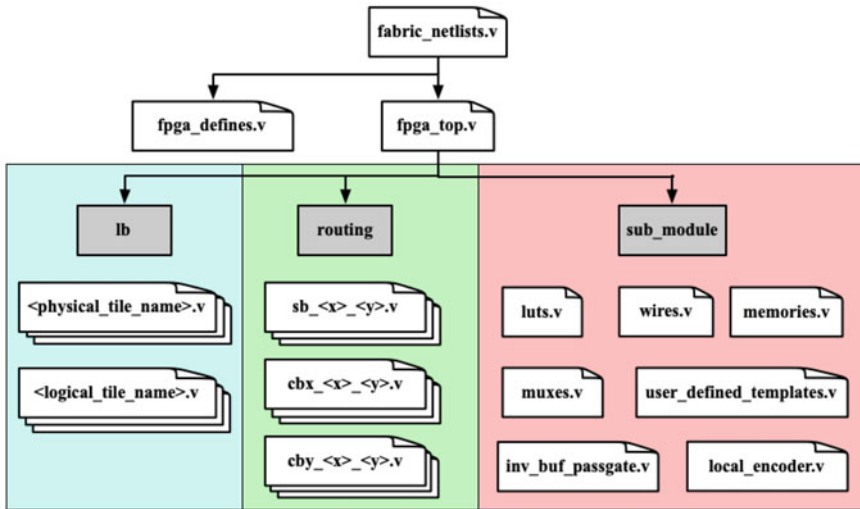 fabric_netlists.v
fpga_defines.v
fpga_top.v
lb
routing
sub_module
<physical_tile_name>.v
sb_<x>_<y>.v
luts.v
wires.v
memories.v
<logical_tile_name>.v
cbx_<x>_<y>.v
muxes.v
user_defined_templates.v
cby_<x>_<y>.v
inv_buf_passgate.v
local_encoder.v